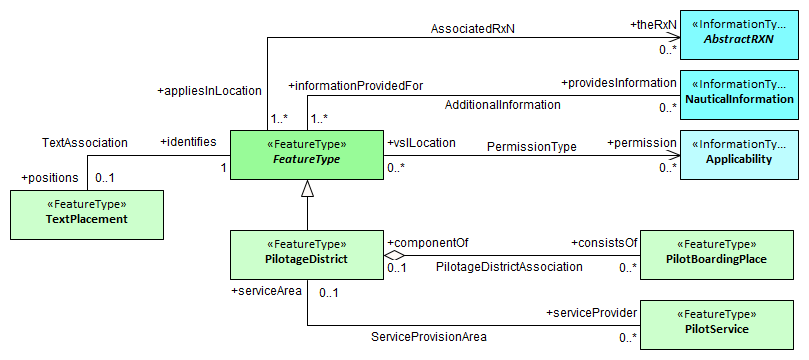 AssociatedRxN
+theRxN
0..*
«InformationTy...
AbstractRXN
+appliesInLocation
1..*
+informationProvidedFor
1..*
AdditionalInformation
+providesInformation
0..*
«InformationTy...
NauticalInformation
TextAssociation
+identifies
1
+positions
0..1
«FeatureType»
FeatureType
+vslLocation
0..*
PermissionType
+permission
0..*
«InformationTy...
Applicability
«FeatureType»
TextPlacement
«FeatureType»
PilotageDistrict
+componentOf
0..1
PilotageDistrictAssociation
+consistsOf
0..*
«FeatureType»
PilotBoardingPlace
+serviceArea
0..1
ServiceProvisionArea
+serviceProvider
0..*
«FeatureType»
PilotService